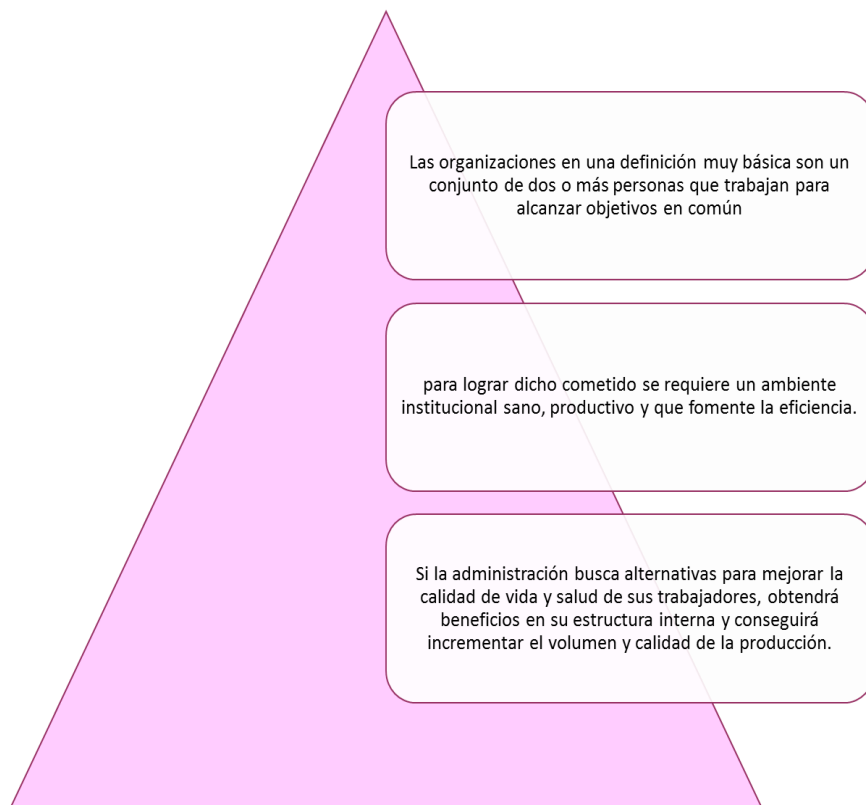 Las organizaciones en una definición muy básica son un
conjunto de dos o más personas que trabajan para
alcanzar objetivos en común
para lograr dicho cometido se requiere un ambiente
institucional sano, productivo y que fomente la eficiencia.
Si la administración busca alternativas para mejorar la
calidad de vida y salud de sus trabajadores, obtendrá
beneficios en su estructura interna y conseguirá
incrementar el volumen y calidad de la producción.